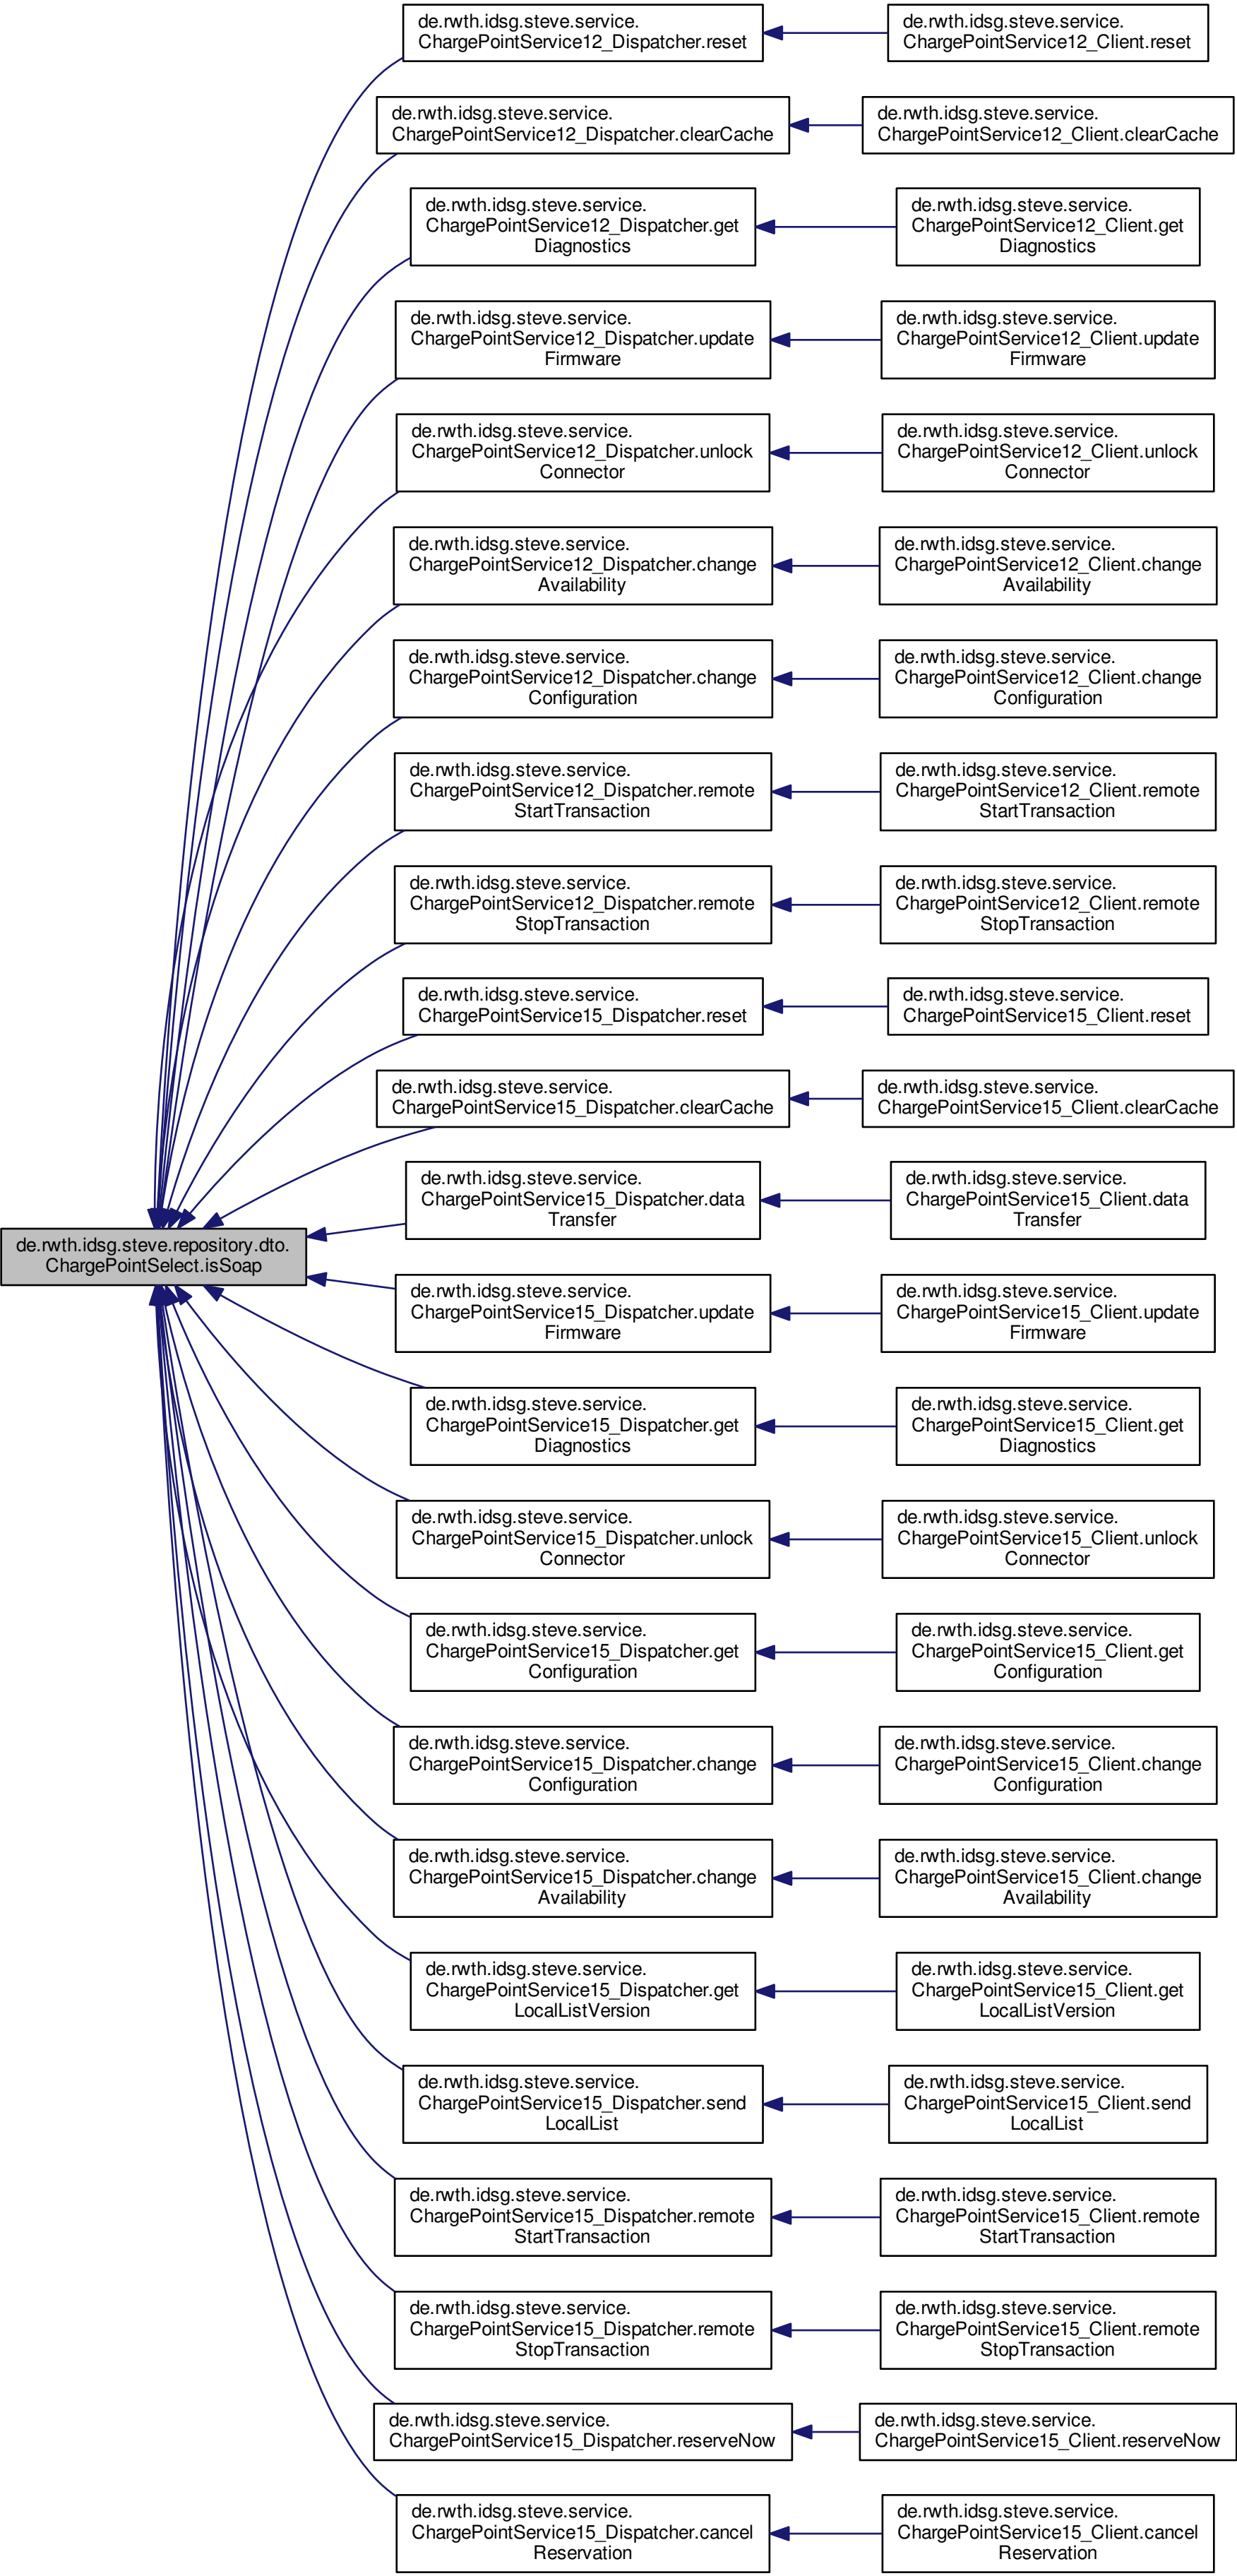 de.rwth.idsg.steve.service.
ChargePointService12_Dispatcher.reset
de.rwth.idsg.steve.service.
ChargePointService12_Client.reset
de.rwth.idsg.steve.service.
ChargePointService12_Dispatcher.clearCache
de.rwth.idsg.steve.service.
ChargePointService12_Client.clearCache
de.rwth.idsg.steve.service.
ChargePointService12_Dispatcher.get
Diagnostics
de.rwth.idsg.steve.service.
ChargePointService12_Client.get
Diagnostics
de.rwth.idsg.steve.service.
ChargePointService12_Dispatcher.update
Firmware
de.rwth.idsg.steve.service.
ChargePointService12_Client.update
Firmware
de.rwth.idsg.steve.service.
ChargePointService12_Dispatcher.unlock
Connector
de.rwth.idsg.steve.service.
ChargePointService12_Client.unlock
Connector
de.rwth.idsg.steve.service.
ChargePointService12_Dispatcher.change
Availability
de.rwth.idsg.steve.service.
ChargePointService12_Client.change
Availability
de.rwth.idsg.steve.service.
ChargePointService12_Dispatcher.change
Configuration
de.rwth.idsg.steve.service.
ChargePointService12_Client.change
Configuration
de.rwth.idsg.steve.service.
ChargePointService12_Dispatcher.remote
StartTransaction
de.rwth.idsg.steve.service.
ChargePointService12_Client.remote
StartTransaction
de.rwth.idsg.steve.service.
ChargePointService12_Dispatcher.remote
StopTransaction
de.rwth.idsg.steve.service.
ChargePointService12_Client.remote
StopTransaction
de.rwth.idsg.steve.service.
ChargePointService15_Dispatcher.reset
de.rwth.idsg.steve.service.
ChargePointService15_Client.reset
de.rwth.idsg.steve.service.
ChargePointService15_Dispatcher.clearCache
de.rwth.idsg.steve.service.
ChargePointService15_Client.clearCache
de.rwth.idsg.steve.service.
ChargePointService15_Dispatcher.data
Transfer
de.rwth.idsg.steve.service.
ChargePointService15_Client.data
Transfer
de.rwth.idsg.steve.repository.dto.
ChargePointSelect.isSoap
de.rwth.idsg.steve.service.
ChargePointService15_Dispatcher.update
Firmware
de.rwth.idsg.steve.service.
ChargePointService15_Client.update
Firmware
de.rwth.idsg.steve.service.
ChargePointService15_Dispatcher.get
Diagnostics
de.rwth.idsg.steve.service.
ChargePointService15_Client.get
Diagnostics
de.rwth.idsg.steve.service.
ChargePointService15_Dispatcher.unlock
Connector
de.rwth.idsg.steve.service.
ChargePointService15_Client.unlock
Connector
de.rwth.idsg.steve.service.
ChargePointService15_Dispatcher.get
Configuration
de.rwth.idsg.steve.service.
ChargePointService15_Client.get
Configuration
de.rwth.idsg.steve.service.
ChargePointService15_Dispatcher.change
Configuration
de.rwth.idsg.steve.service.
ChargePointService15_Client.change
Configuration
de.rwth.idsg.steve.service.
ChargePointService15_Dispatcher.change
Availability
de.rwth.idsg.steve.service.
ChargePointService15_Client.change
Availability
de.rwth.idsg.steve.service.
ChargePointService15_Dispatcher.get
LocalListVersion
de.rwth.idsg.steve.service.
ChargePointService15_Client.get
LocalListVersion
de.rwth.idsg.steve.service.
ChargePointService15_Dispatcher.send
LocalList
de.rwth.idsg.steve.service.
ChargePointService15_Client.send
LocalList
de.rwth.idsg.steve.service.
ChargePointService15_Dispatcher.remote
StartTransaction
de.rwth.idsg.steve.service.
ChargePointService15_Client.remote
StartTransaction
de.rwth.idsg.steve.service.
ChargePointService15_Dispatcher.remote
StopTransaction
de.rwth.idsg.steve.service.
ChargePointService15_Client.remote
StopTransaction
de.rwth.idsg.steve.service.
ChargePointService15_Dispatcher.reserveNow
de.rwth.idsg.steve.service.
ChargePointService15_Client.reserveNow
de.rwth.idsg.steve.service.
ChargePointService15_Dispatcher.cancel
Reservation
de.rwth.idsg.steve.service.
ChargePointService15_Client.cancel
Reservation